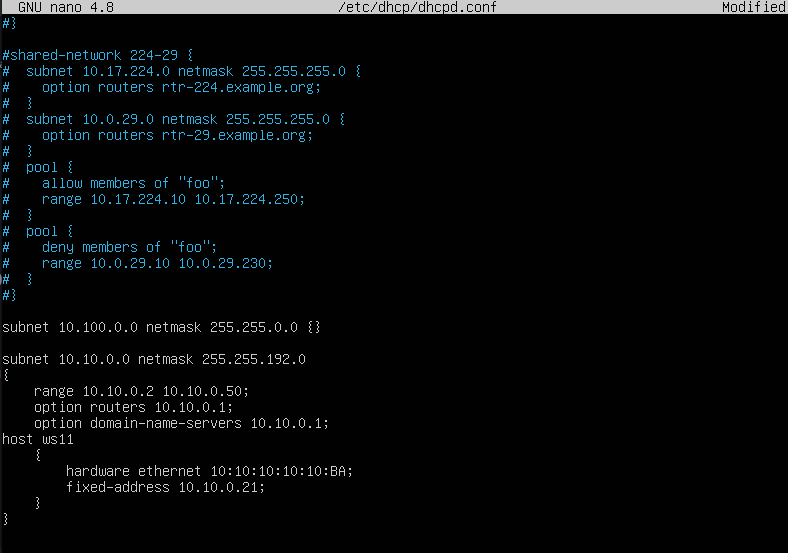 GNU nano 4.8 /etc/dhcp/dhcpd.conf Modified
#}
#shared-network 224-29 {
#  subnet 10.17.224.0 netmask 255.255.255.0 {
#    option routers rtr-224.example.org;
#  }
#  subnet 10.0.29.0 netmask 255.255.255.0 {
#    option routers rtr-29.example.org;
#  }
#  pool {
#    allow members of "foo";
#    range 10.17.224.10 10.17.224.250;
#  }
#  pool {
#    deny members of "foo";
#    range 10.0.29.10 10.0.29.230;
#  }
#}
subnet 10.100.0.0 netmask 255.255.0.0 {}
subnet 10.10.0.0 netmask 255.255.192.0
{
    range 10.10.0.2 10.10.0.50;
    option routers 10.10.0.1;
    option domain-name-servers 10.10.0.1;
host ws11
    {
        hardware ethernet 10:10:10:10:10:BA;
        fixed-address 10.10.0.21;
    }
}